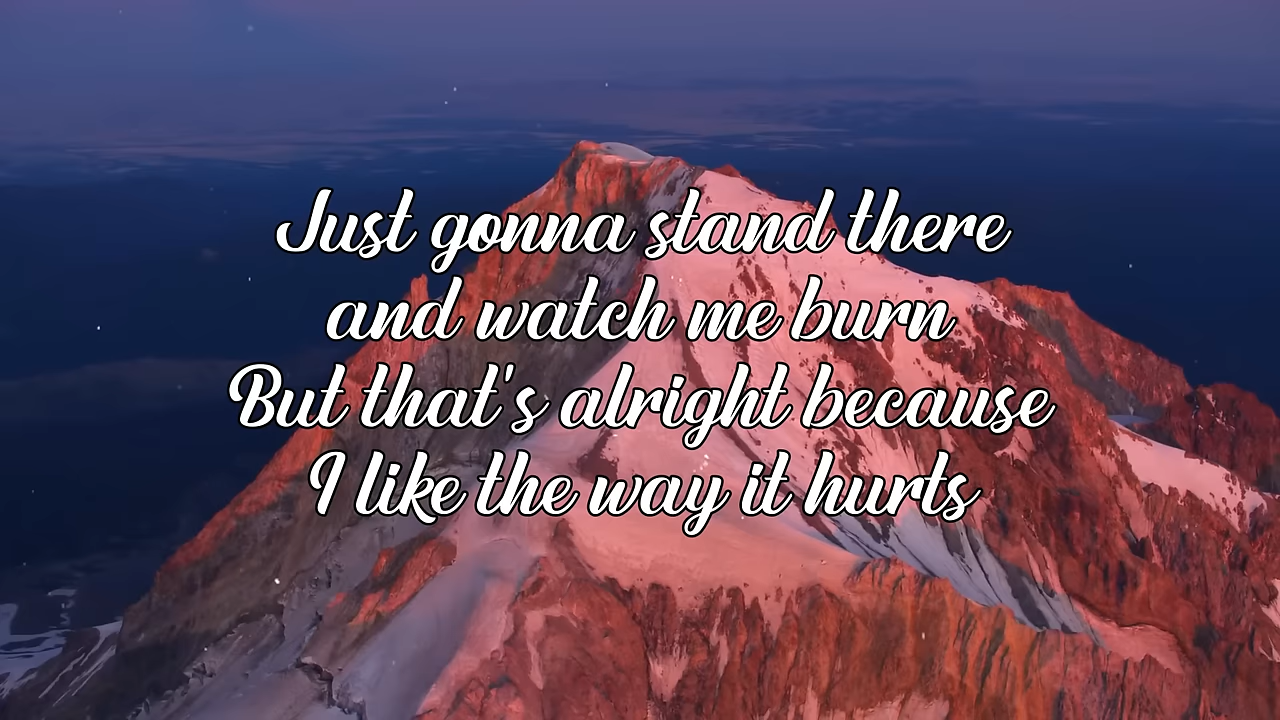 Just gonna stand there
and watch me burn
But that's alright because
I like the way it hurts